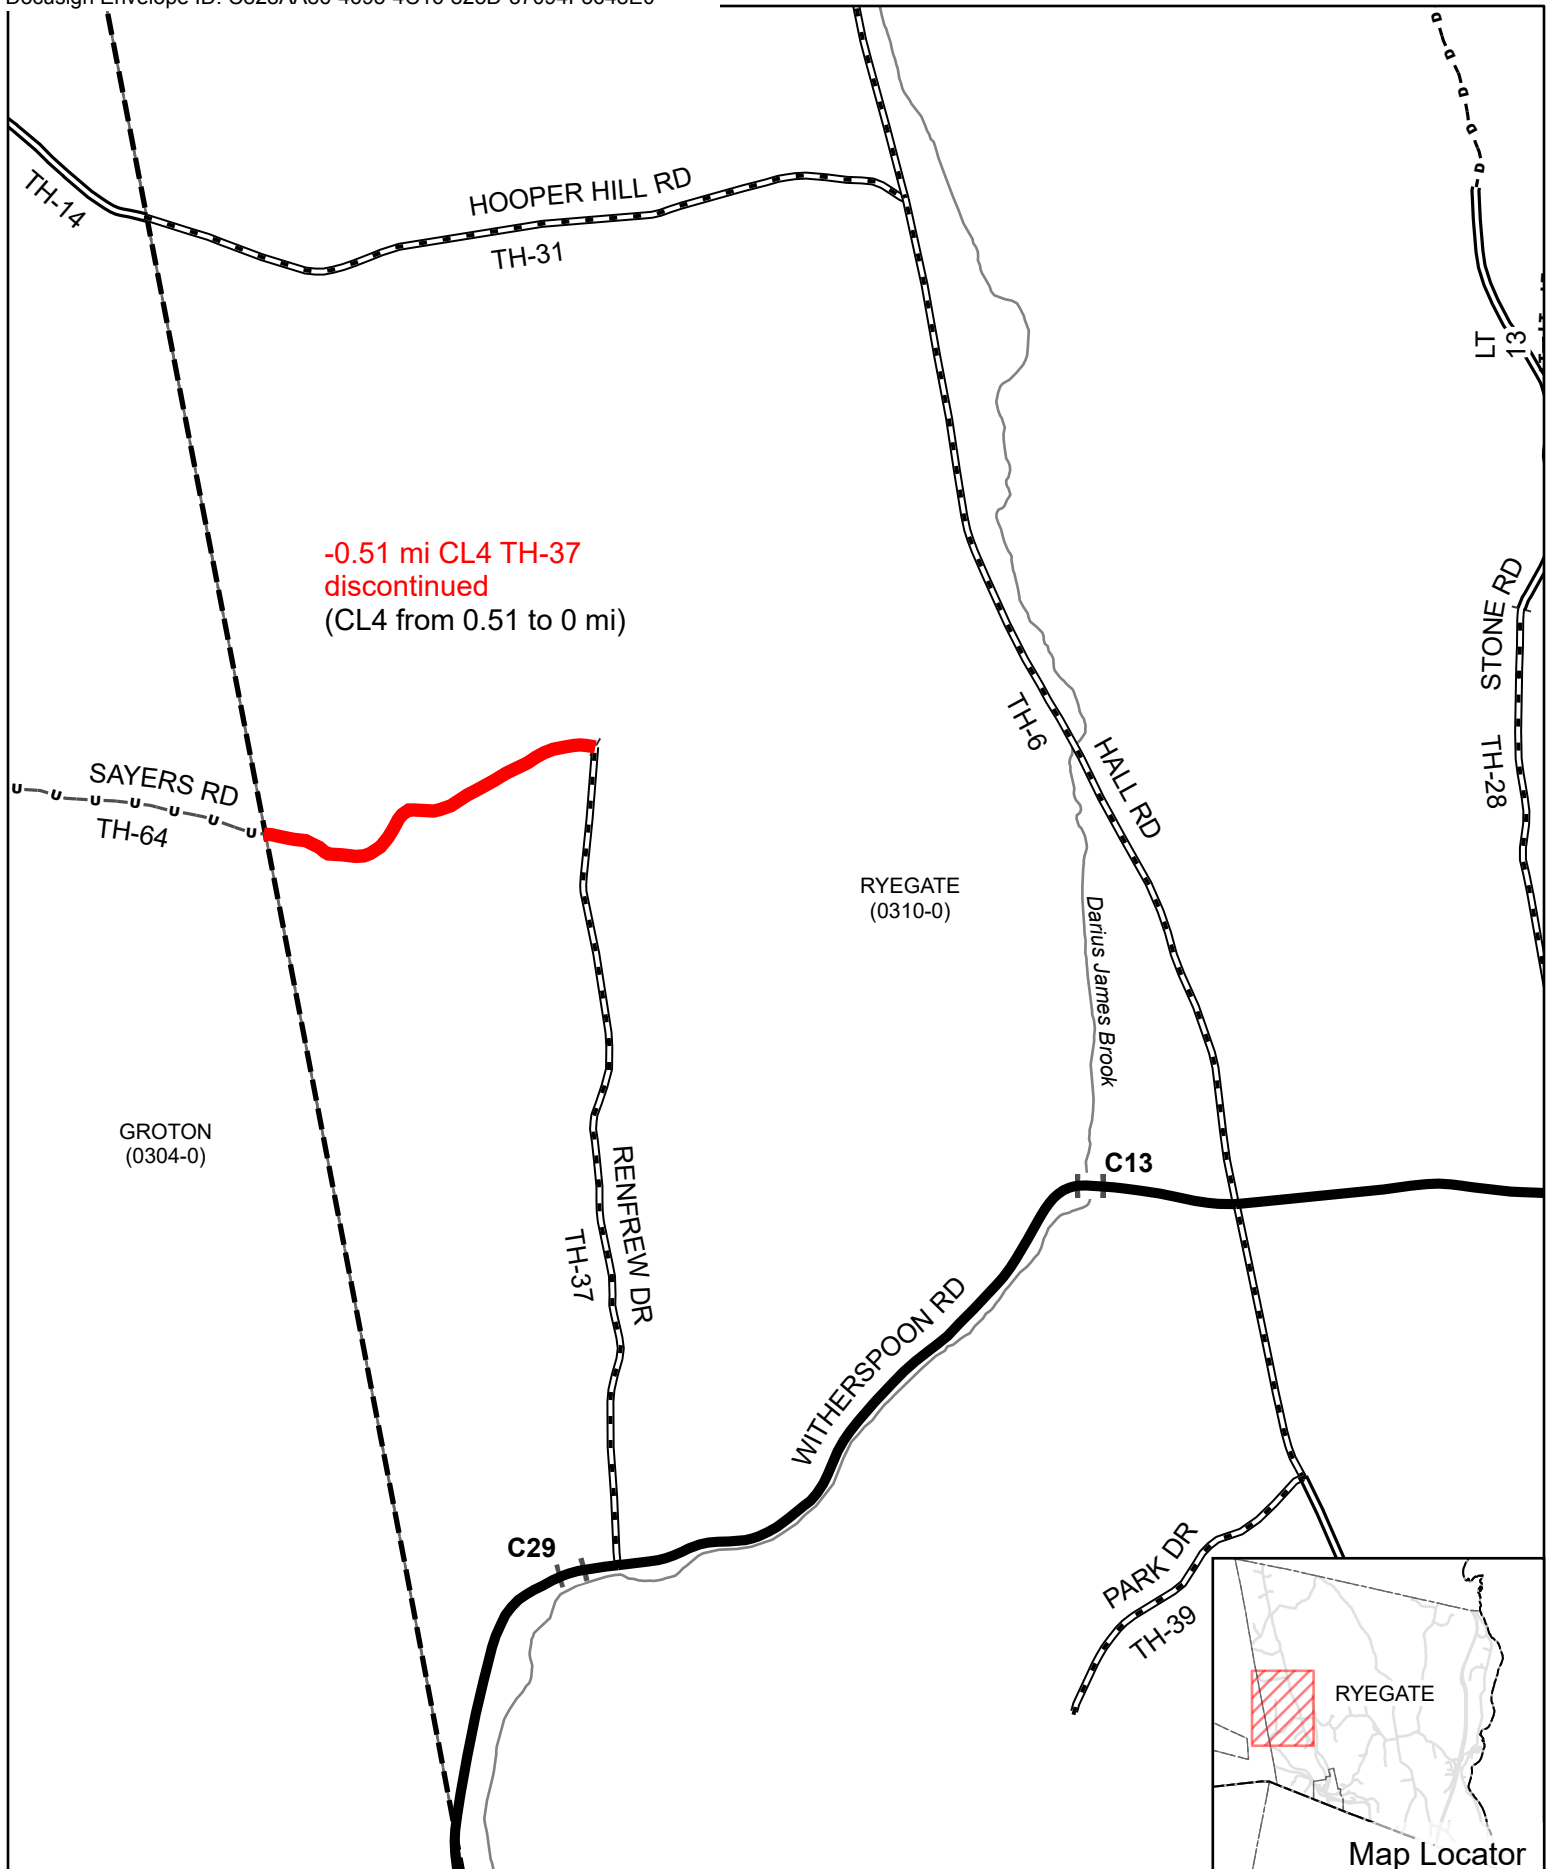 TH-14
HOOPER HILL RD
TH-31
LT
13
-0.51 mi CL4 TH-37
discontinued
(CL4 from 0.51 to 0 mi)
STONE RD
TH-28
TH-6
HALL RD
SAYERS RD
TH-64
RYEGATE
(0310-0)
Darius James Brook
GROTON
(0304-0)
C13
RENFREW DR
TH-37
WITHERSPOON RD
C29
PARK DR
TH-39
RYEGATE
Map Locator